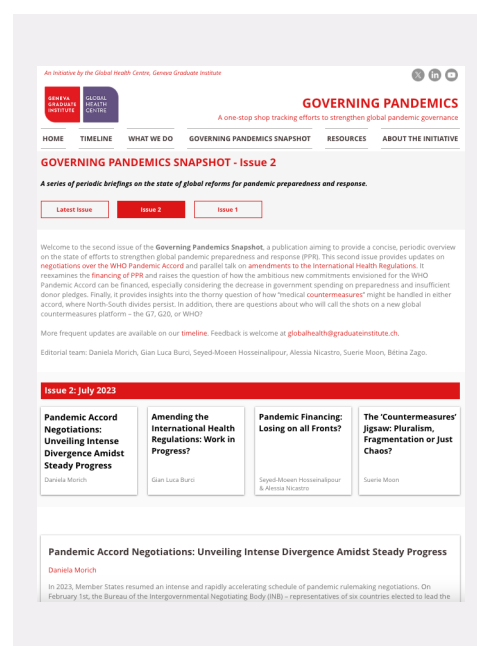 An Initiative by the Global Health Centre, Geneva Graduate Institute
GENEVA
GRADUATE
INSTITUTE
GLOBAL
HEALTH
CENTRE
GOVERNING PANDEMICS
A one-stop shop tracking efforts to strengthen global pandemic governance
HOME TIMELINE WHAT WE DO GOVERNING PANDEMICS SNAPSHOT RESOURCES ABOUT THE INITIATIVE
GOVERNING PANDEMICS SNAPSHOT - Issue 2
A series of periodic briefings on the state of global reforms for pandemic preparedness and response.
Latest Issue Issue 2 Issue 1
Welcome to the second issue of the Governing Pandemics Snapshot, a publication aiming to provide a concise, periodic overview
on the state of efforts to strengthen global pandemic preparedness and response (PPR). This second issue provides updates on
negotiations over the WHO Pandemic Accord and parallel talk on amendments to the International Health Regulations. It
reexamines the financing of PPR and raises the question of how the ambitious new commitments envisioned for the WHO
Pandemic Accord can be financed, especially considering the decrease in government spending on preparedness and insufficient
donor pledges. Finally, it provides insights into the thorny question of how "medical countermeasures" might be handled in either
accord, where North-South divides persist. In addition, there are questions about who will call the shots on a new global
countermeasures platform – the G7, G20, or WHO?
More frequent updates are available on our timeline. Feedback is welcome at globalhealth@graduateinstitute.ch.
Editorial team: Daniela Morich, Gian Luca Burci, Seyed-Moeen Hosseinalipour, Alessia Nicastro, Suerie Moon, Bétina Zago.
Issue 2: July 2023
Pandemic Accord
Negotiations:
Unveiling Intense
Divergence Amidst
Steady Progress
Daniela Morich
Amending the
International Health
Regulations: Work in
Progress?
Gian Luca Burci
Pandemic Financing:
Losing on all Fronts?
Seyed-Moeen Hosseinalipour
& Alessia Nicastro
The 'Countermeasures'
Jigsaw: Pluralism,
Fragmentation or Just
Chaos?
Suerie Moon
Pandemic Accord Negotiations: Unveiling Intense Divergence Amidst Steady Progress
Daniela Morich
In 2023, Member States resumed an intense and rapidly accelerating schedule of pandemic rulemaking negotiations. On
February 1st, the Bureau of the Intergovernmental Negotiating Body (INB) – representatives of six countries elected to lead the